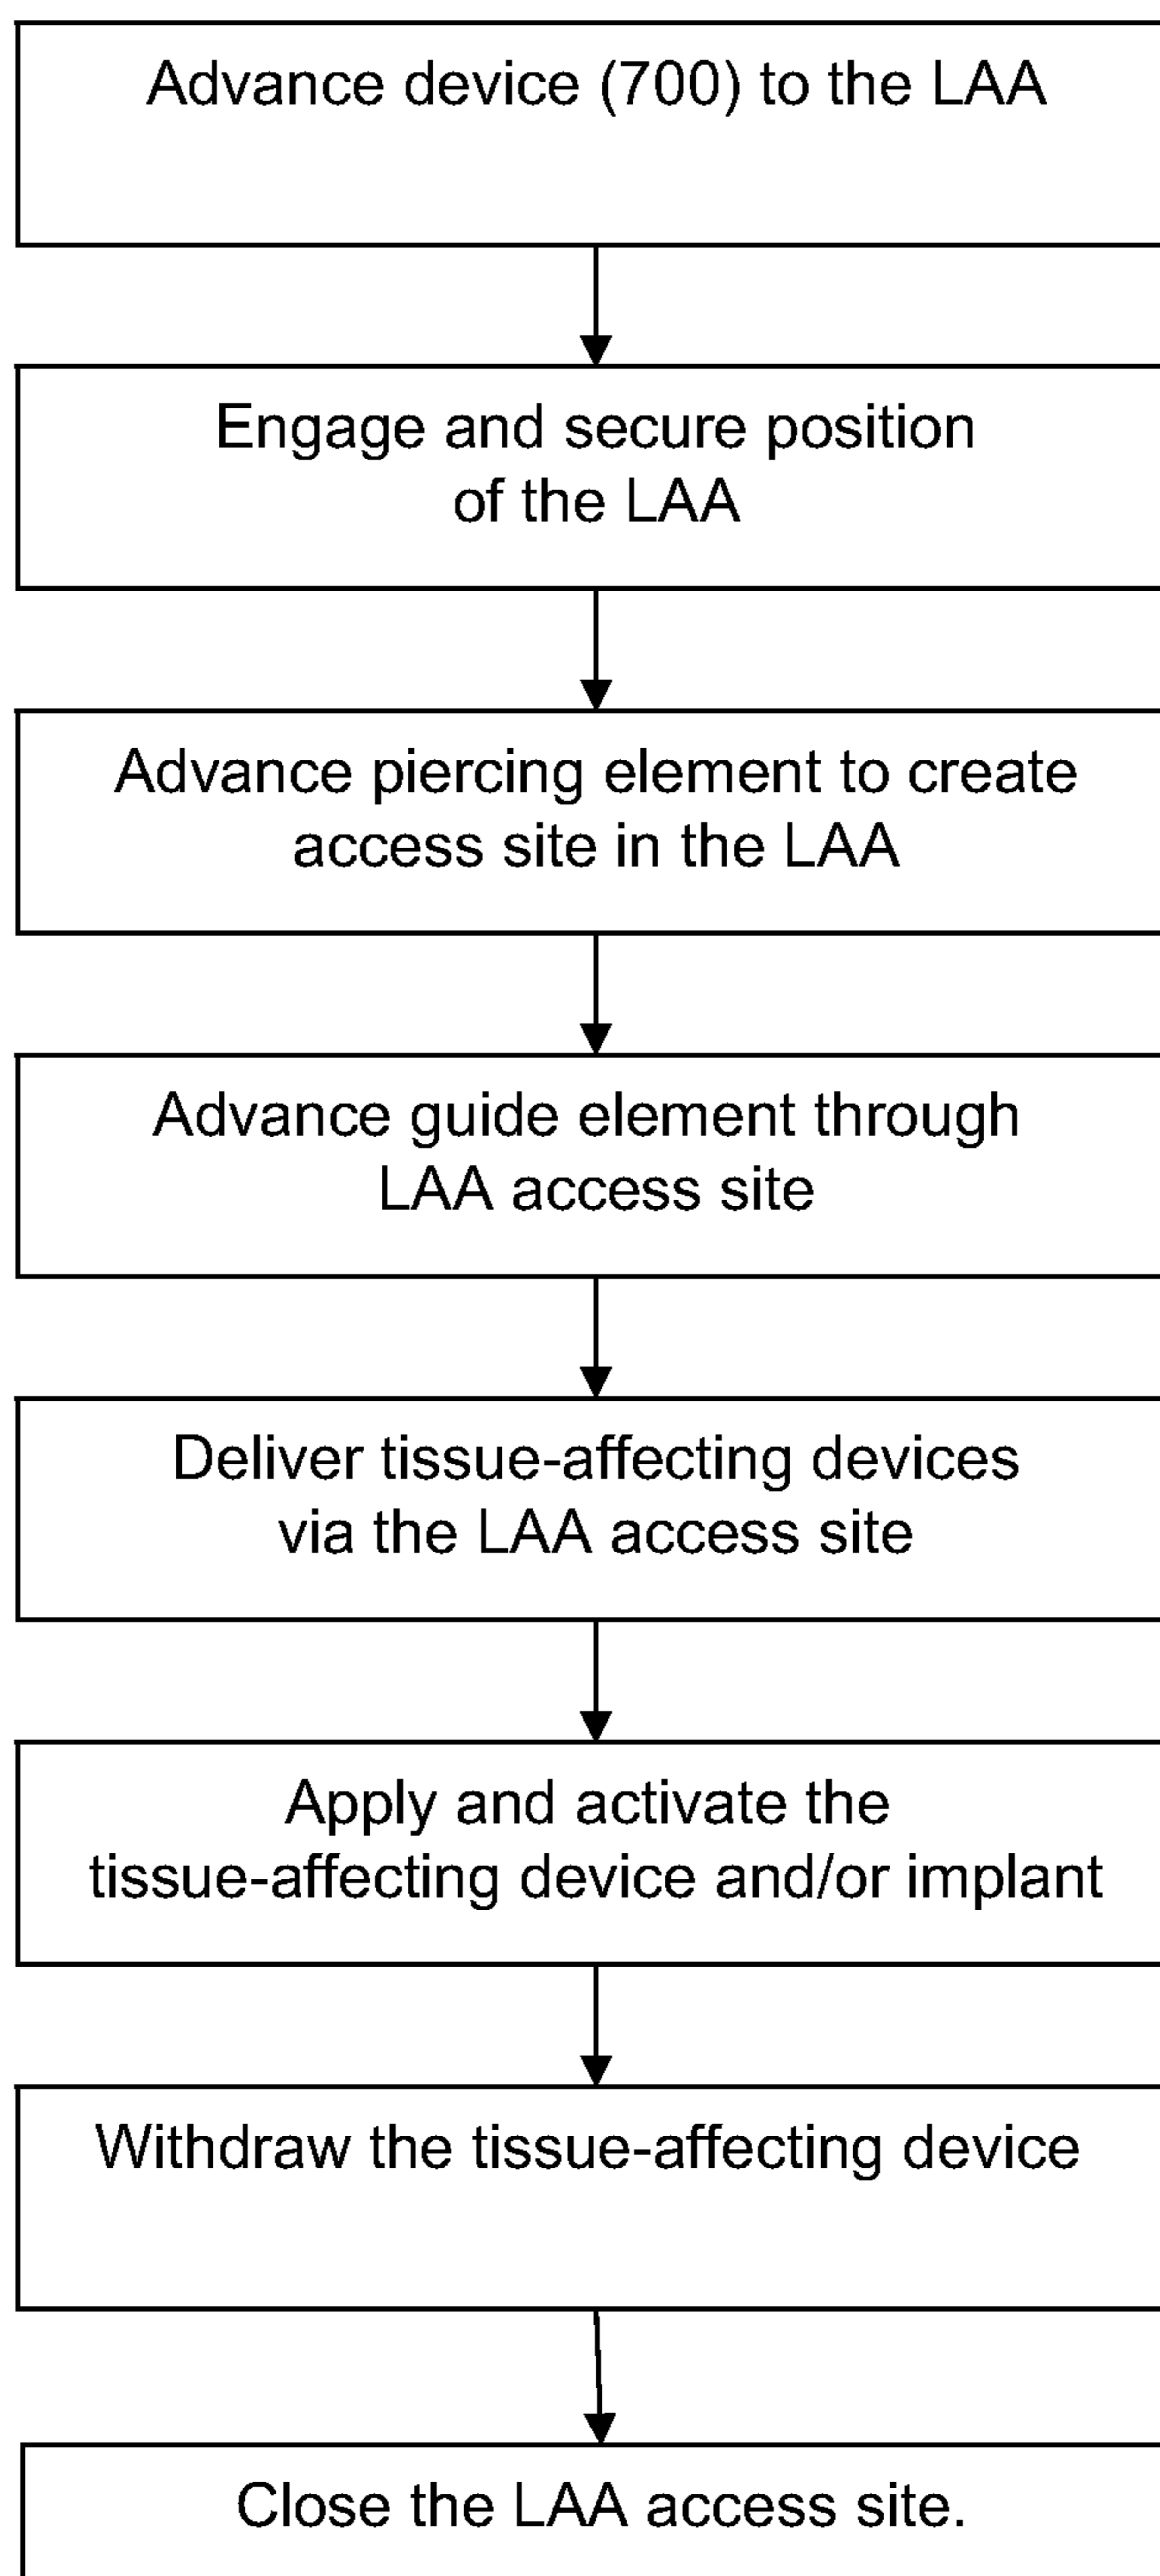 Advance device (700) to the LAA
Engage and secure position
of the LAA
Advance piercing element to create
access site in the LAA
Advance guide element through
LAA access site
Deliver tissue-affecting devices
via the LAA access site
Apply and activate the
tissue-affecting device and/or implant
Withdraw the tissue-affecting device
Close the LAA access site.